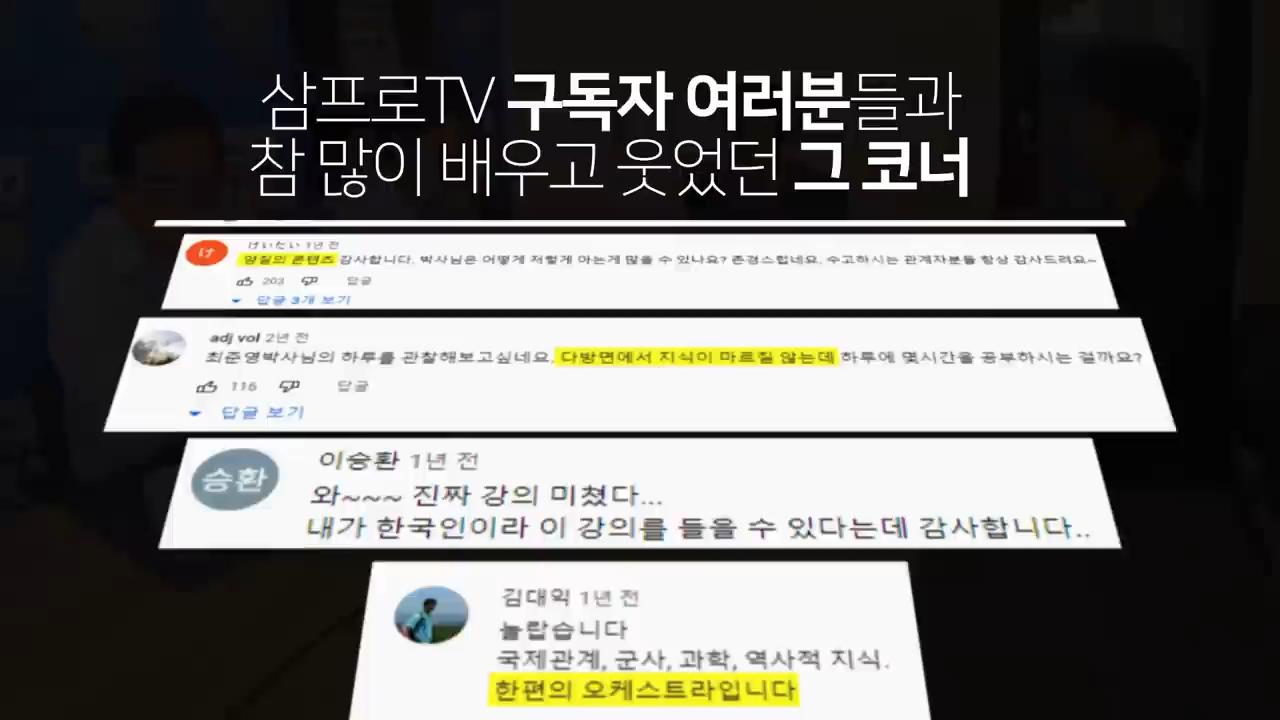 삼프로TV 구독자 여러분들과
참 많이 배우고 웃었던 그 코너
け
けいたい 1년 전
양질의 콘텐츠 감사합니다. 박사님은 어떻게 저렇게 아는게 많을 수 있나요? 존경스럽네요. 수고하시는 관계자분들 항상 감사드려요~
203 답글
답글 3개 보기
adj vol 2년 전
최준영박사님의 하루를 관찰해보고싶네요. 다방면에서 지식이 마르질 않는데 하루에 몇시간을 공부하시는 걸까요?
116 답글
답글 보기
승환
이승환 1년 전
와~~~ 진짜 강의 미쳤다...
내가 한국인이라 이 강의를 들을 수 있다는데 감사합니다..
김대익 1년 전
놀랍습니다
국제관계, 군사, 과학, 역사적 지식.
한편의 오케스트라입니다